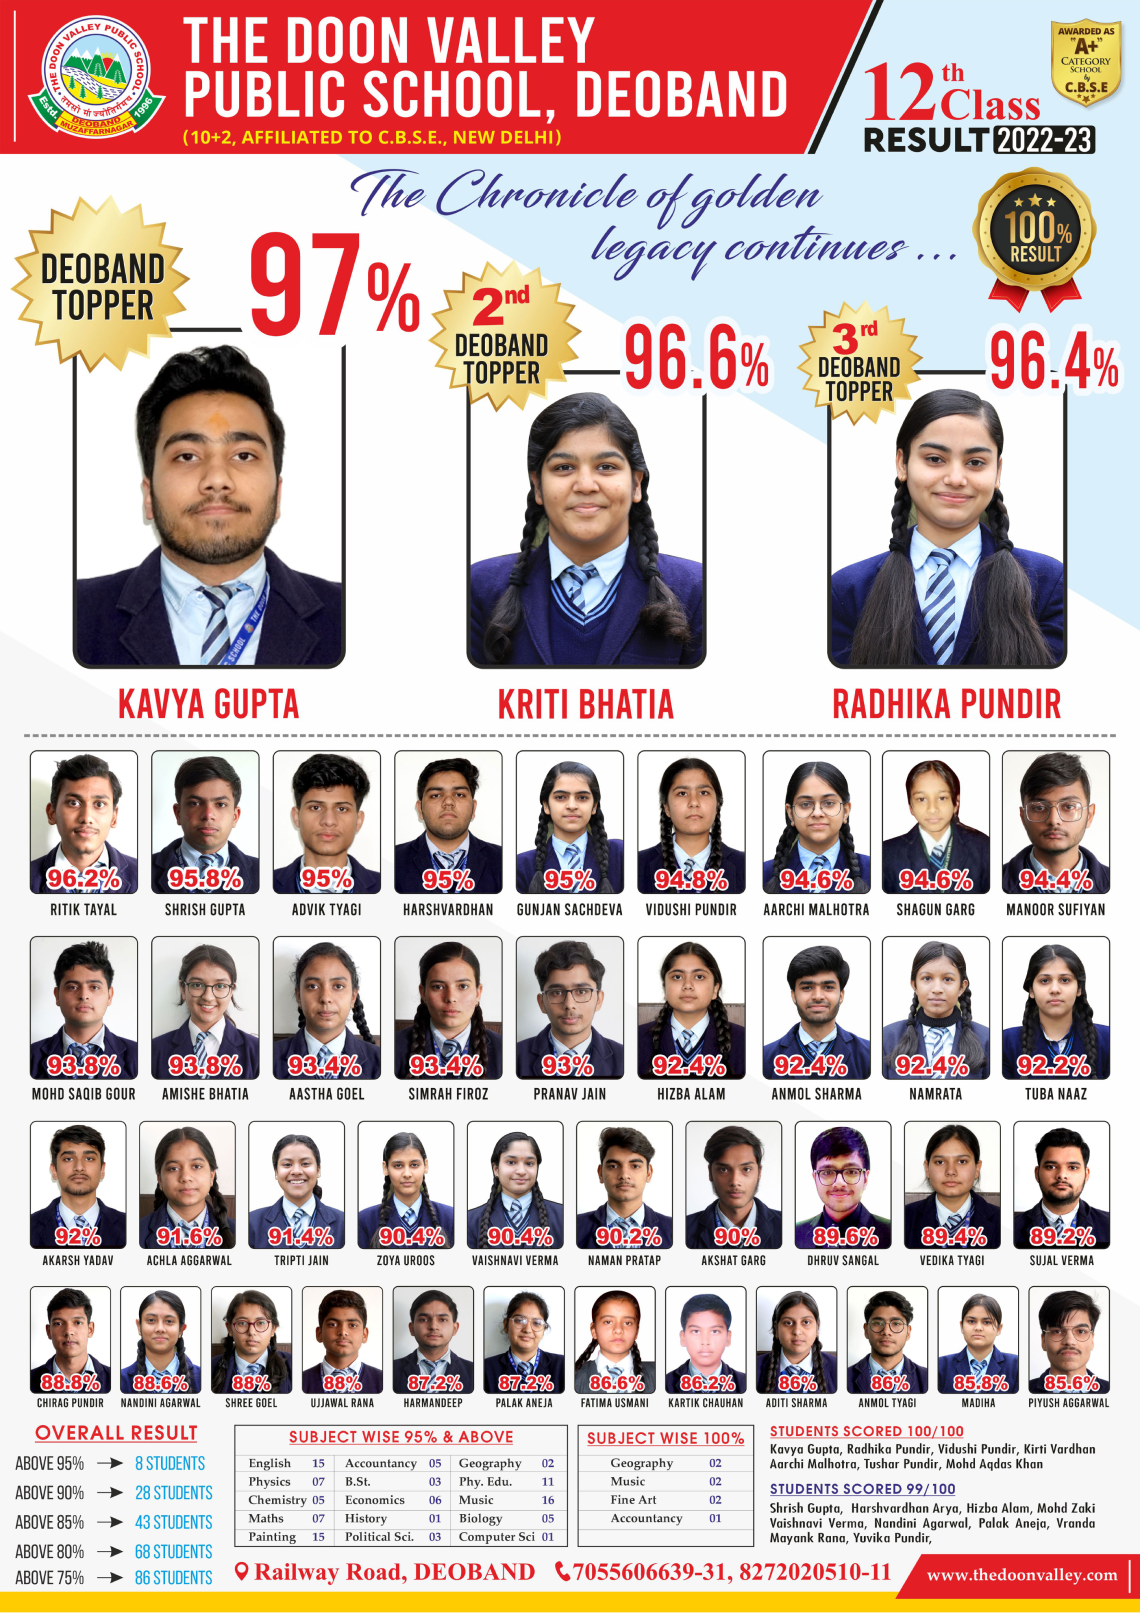 THE DOON VALLEY PUBLIC SCHOOL
तमसो मा ज्योतिर्गमय
Estd. 1996
DEOBAND
MUZAFFARNAGAR
THE DOON VALLEY
PUBLIC SCHOOL, DEOBAND
(10+2, AFFILIATED TO C.B.S.E., NEW DELHI)
12th Class
RESULT 2022-23
AWARDED AS
"A+"
CATEGORY
SCHOOL
by
C.B.S.E
The Chronicle of golden
legacy continues ...
100%
RESULT
DEOBAND
TOPPER
97%
2nd
DEOBAND
TOPPER
96.6%
3rd
DEOBAND
TOPPER
96.4%
KAVYA GUPTA KRITI BHATIA RADHIKA PUNDIR
96.2% 95.8% 95% 95% 95% 94.8% 94.6% 94.6% 94.4%
RITIK TAYAL SHRISH GUPTA ADVIK TYAGI HARSHVARDHAN GUNJAN SACHDEVA VIDUSHI PUNDIR AARCHI MALHOTRA SHAGUN GARG MANOOR SUFIYAN
93.8% 93.8% 93.4% 93.4% 93% 92.4% 92.4% 92.4% 92.2%
MOHD SAQIB GOUR AMISHE BHATIA AASTHA GOEL SIMRAH FIROZ PRANAV JAIN HIZBA ALAM ANMOL SHARMA NAMRATA TUBA NAAZ
92% 91.6% 91.4% 90.4% 90.4% 90.2% 90% 89.6% 89.4% 89.2%
AKARSH YADAV ACHLA AGGARWAL TRIPTI JAIN ZOYA UROOS VAISHNAVI VERMA NAMAN PRATAP AKSHAT GARG DHRUV SANGAL VEDIKA TYAGI SUJAL VERMA
88.8% 88.6% 88% 88% 87.2% 87.2% 86.6% 86.2% 86% 86% 85.8% 85.6%
CHIRAG PUNDIR NANDINI AGARWAL SHREE GOEL UJJAWAL RANA HARMANDEEP PALAK ANEJA FATIMA USMANI KARTIK CHAUHAN ADITI SHARMA ANMOL TYAGI MADIHA PIYUSH AGGARWAL
OVERALL RESULT
ABOVE 95% → 8 STUDENTS
ABOVE 90% → 28 STUDENTS
ABOVE 85% → 43 STUDENTS
ABOVE 80% → 68 STUDENTS
ABOVE 75% → 86 STUDENTS
SUBJECT WISE 95% & ABOVE
English 15 Accountancy 05 Geography 02
Physics 07 B.St. 03 Phy. Edu. 11
Chemistry 05 Economics 06 Music 16
Maths 07 History 01 Biology 05
Painting 15 Political Sci. 03 Computer Sci 01
SUBJECT WISE 100%
Geography 02
Music 02
Fine Art 02
Accountancy 01
STUDENTS SCORED 100/100
Kavya Gupta, Radhika Pundir, Vidushi Pundir, Kirti Vardhan
Aarchi Malhotra, Tushar Pundir, Mohd Aqdas Khan
STUDENTS SCORED 99/100
Shrish Gupta, Harshvardhan Arya, Hizba Alam, Mohd Zaki
Vaishnavi Verma, Nandini Agarwal, Palak Aneja, Vranda
Mayank Rana, Yuvika Pundir,
Railway Road, DEOBAND 7055606639-31, 8272020510-11
www.thedoonvalley.com